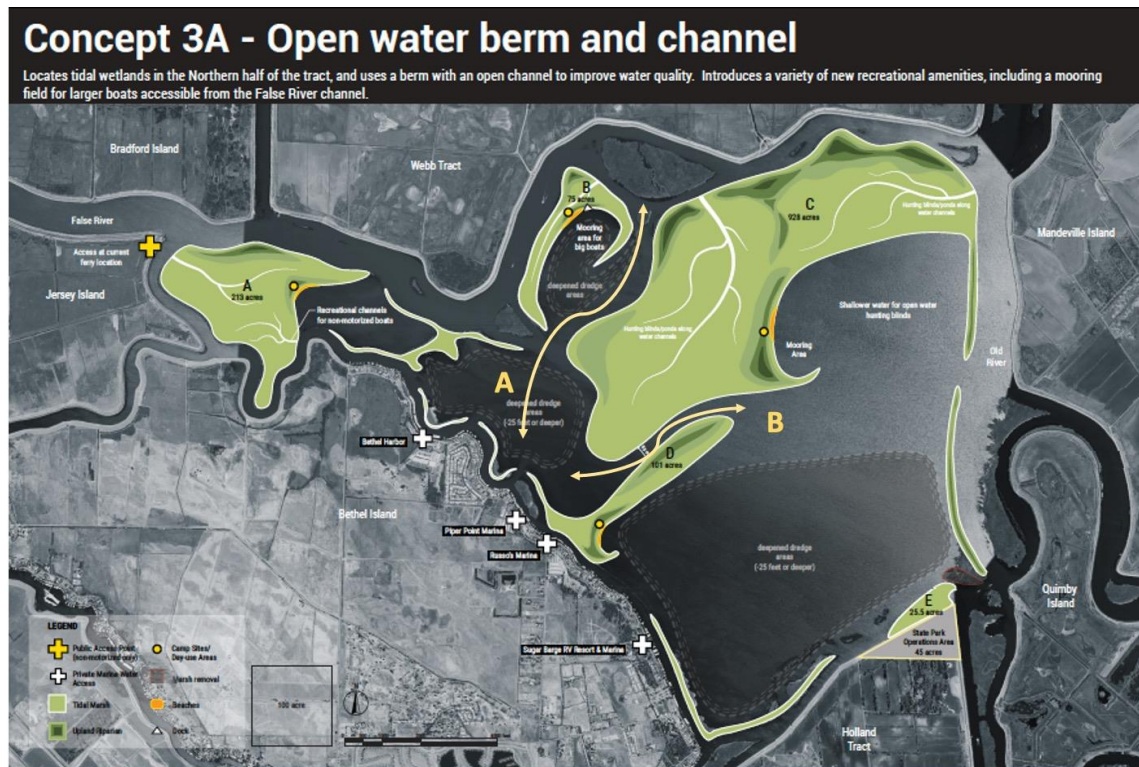 Concept 3A - Open water berm and channel
Locates tidal wetlands in the Northern half of the tract, and uses a berm with an open channel to improve water quality.  Introduces a variety of new recreational amenities, including a mooring
field for larger boats accessible from the False River channel.
Bradford Island
Webb Tract
False River
Access at current
ferry location
Jersey Island
A
213 acres
Recreational channels
for non-motorized boats
B
75 acres
Mooring
area for
big boats
deepened dredge
areas
C
928 acres
Hunting blinds/ponds along
water channels
Mandeville Island
Shallower water for open water
hunting blinds
Hunting blinds/ponds along
water channels
Mooring
Area
Old
River
A
deepened dredge
areas
(-25 feet or deeper)
B
Bethel Harbor
D
101 acres
Bethel Island
Piper Point Marina
Russo's Marina
deepened dredge
areas
(-25 feet or deeper)
Quimby
Island
E
25.5 acres
State Park
Operations Area
45 acres
Sugar Barge RV Resort & Marina
Holland
Tract
LEGEND
Public Access Point
(non-motorized only)
Private Marina Water
Access
Tidal Marsh
Upland Riparian
Camp Sites/
Day-use Areas
Marsh removal
Beaches
Dock
100 acre